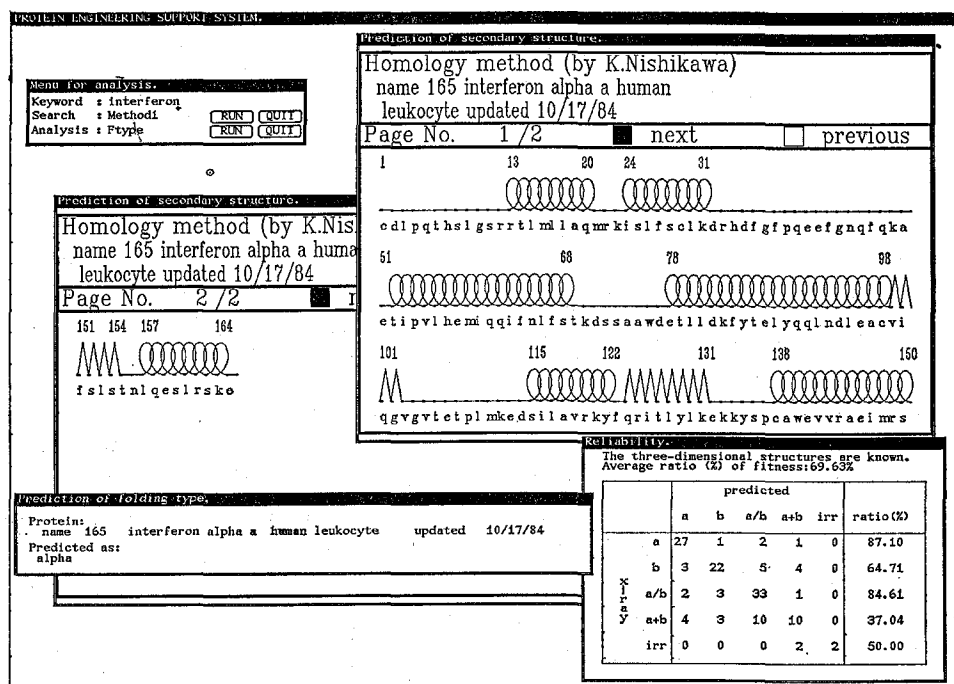 PROTEIN ENGINEERING SUPPORT SYSTEM.
Menu for analysis.
Keyword : interferon
Search : Method1 RUN QUIT
Analysis : Ftype RUN QUIT
Prediction of secondary structure.
Homology method (by K.Nishikawa)
name 165 interferon alpha a human
leukocyte updated 10/17/84
Page No. 1 /2 next previous
1 13 20 24 31
cdlpqthslgsrrtlmllaqmrkislfsclkdrhdfgfpqeefgnqfqka
51 68 78 98
etipvlhemiqqifnlfstkdssaawdetlldkfytelyqqlndleacvi
101 115 122 131 138 150
qgvgvtetplmkedsilavrkyfqritlylkekkyspcawevvraeimrs
Prediction of secondary structure.
Homology method (by K.Nis
name 165 interferon alpha a huma
leukocyte updated 10/17/84
Page No. 2 /2
151 154 157 164
fslstnlqeslrske
Prediction of folding type.
Protein:
name 165 interferon alpha a human leukocyte updated 10/17/84
Predicted as:
alpha
Reliability.
The three-dimensional structures are known.
Average ratio (%) of fitness:69.63%
predicted
a b a/b a+b irr ratio(%)
a 27 1 2 1 0 87.10
b 3 22 5 4 0 64.71
xray
a/b 2 3 33 1 0 84.61
a+b 4 3 10 10 0 37.04
irr 0 0 0 2 2 50.00